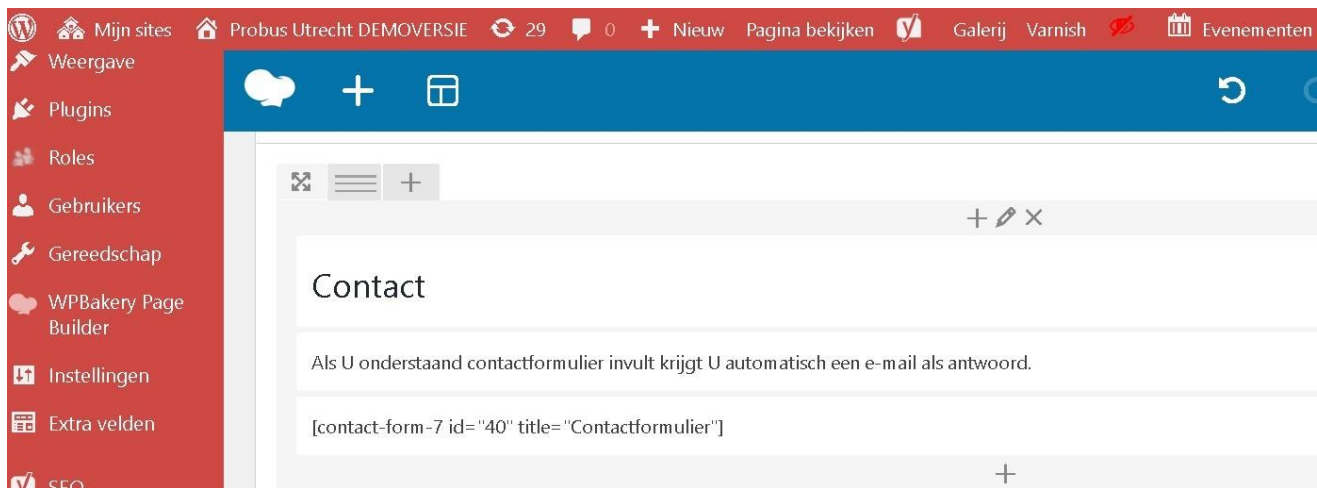 Mijn sites Probus Utrecht DEMOVERSIE 29 0 Nieuw Pagina bekijken Galerij Varnish Evenementen
Weergave
Plugins
Roles
Gebruikers
Gereedschap
WPBakery Page
Builder
Instellingen
Extra velden
SEO
Contact
Als U onderstaand contactformulier invult krijgt U automatisch een e-mail als antwoord.
[contact-form-7 id="40" title="Contactformulier"]